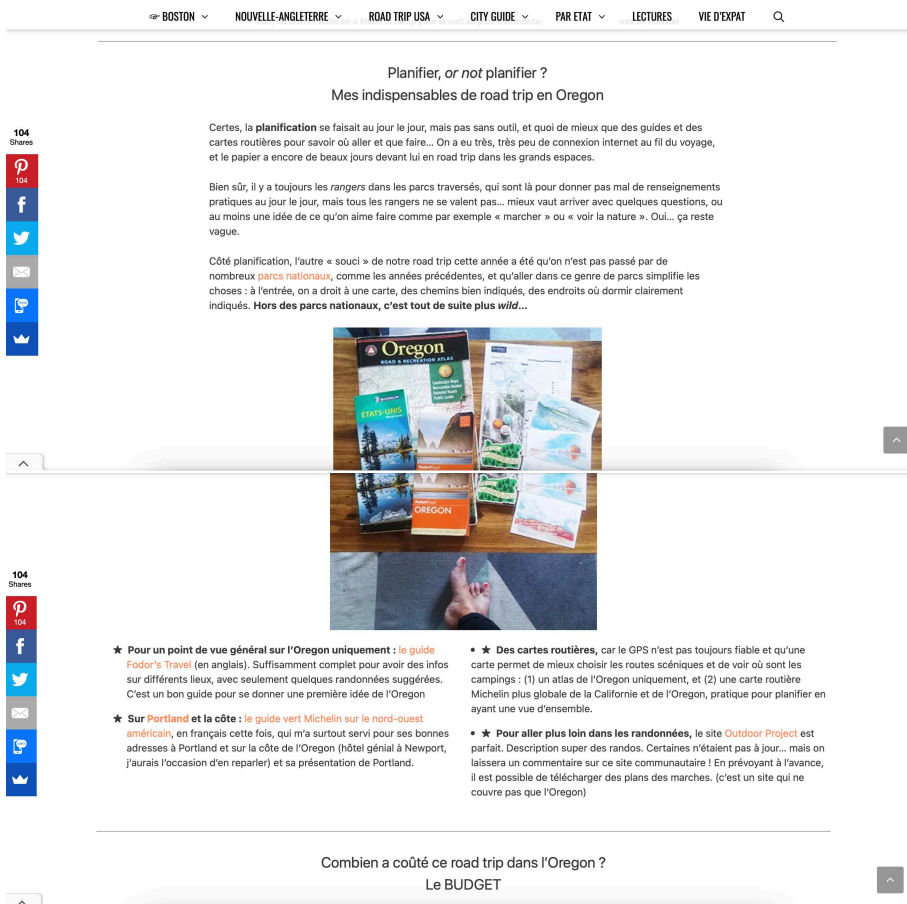 ☞ BOSTON NOUVELLE-ANGLETERRE ROAD TRIP USA CITY GUIDE PAR ETAT LECTURES VIE D'EXPAT
Planifier, or not planifier ?
Mes indispensables de road trip en Oregon
104
Shares
104
Certes, la planification se faisait au jour le jour, mais pas sans outil, et quoi de mieux que des guides et des
cartes routières pour savoir où aller et que faire... On a eu très, très peu de connexion internet au fil du voyage,
et le papier a encore de beaux jours devant lui en road trip dans les grands espaces.
Bien sûr, il y a toujours les rangers dans les parcs traversés, qui sont là pour donner pas mal de renseignements
pratiques au jour le jour, mais tous les rangers ne se valent pas... mieux vaut arriver avec quelques questions, ou
au moins une idée de ce qu'on aime faire comme par exemple « marcher » ou « voir la nature ». Oui... ça reste
vague.
Côté planification, l'autre « souci » de notre road trip cette année a été qu'on n'est pas passé par de
nombreux parcs nationaux, comme les années précédentes, et qu'aller dans ce genre de parcs simplifie les
choses : à l'entrée, on a droit à une carte, des chemins bien indiqués, des endroits où dormir clairement
indiqués. Hors des parcs nationaux, c'est tout de suite plus wild...
Oregon
ROAD & RECREATION ATLAS
Landscape Maps
Recreation Guides
Public Lands
MICHELIN
ÉTATS-UNIS
OREGON
104
Shares
104
★ Pour un point de vue général sur l'Oregon uniquement : le guide
Fodor's Travel (en anglais). Suffisamment complet pour avoir des infos
sur différents lieux, avec seulement quelques randonnées suggérées.
C'est un bon guide pour se donner une première idée de l'Oregon
★ Sur Portland et la côte : le guide vert Michelin sur le nord-ouest
américain, en français cette fois, qui m'a surtout servi pour ses bonnes
adresses à Portland et sur la côte de l'Oregon (hôtel génial à Newport,
j'aurais l'occasion d'en reparler) et sa présentation de Portland.
• ★ Des cartes routières, car le GPS n'est pas toujours fiable et qu'une
carte permet de mieux choisir les routes scéniques et de voir où sont les
campings : (1) un atlas de l'Oregon uniquement, et (2) une carte routière
Michelin plus globale de la Californie et de l'Oregon, pratique pour planifier en
ayant une vue d'ensemble.
• ★ Pour aller plus loin dans les randonnées, le site Outdoor Project est
parfait. Description super des randos. Certaines n'étaient pas à jour... mais on
laissera un commentaire sur ce site communautaire ! En prévoyant à l'avance,
il est possible de télécharger des plans des marches. (c'est un site qui ne
couvre pas que l'Oregon)
Combien a coûté ce road trip dans l'Oregon ?
Le BUDGET